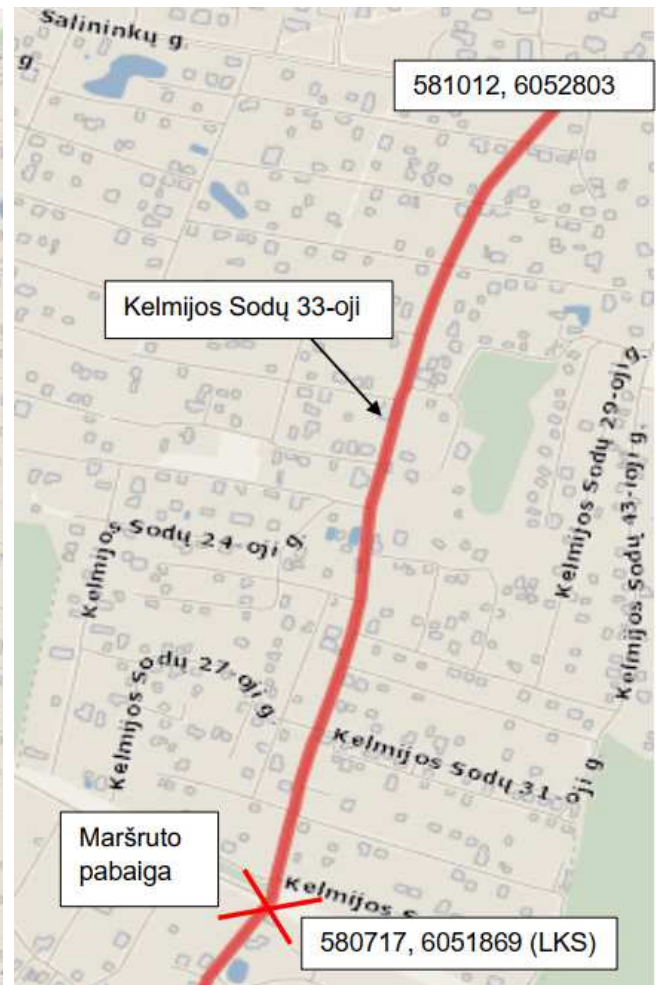 Salininkų g.
g
581012, 6052803
Kelmijos Sodų 33-oji
Kelmijos Sodų 29-oji g.
Kelmijos Sodų 43-ioji g.
Kelmijos Sodų 24-oji g.
Kelmijos Sodų 27-oji g.
Kelmijos Sodų 31-oji g.
Maršruto
pabaiga
Kelmijos S
580717, 6051869 (LKS)